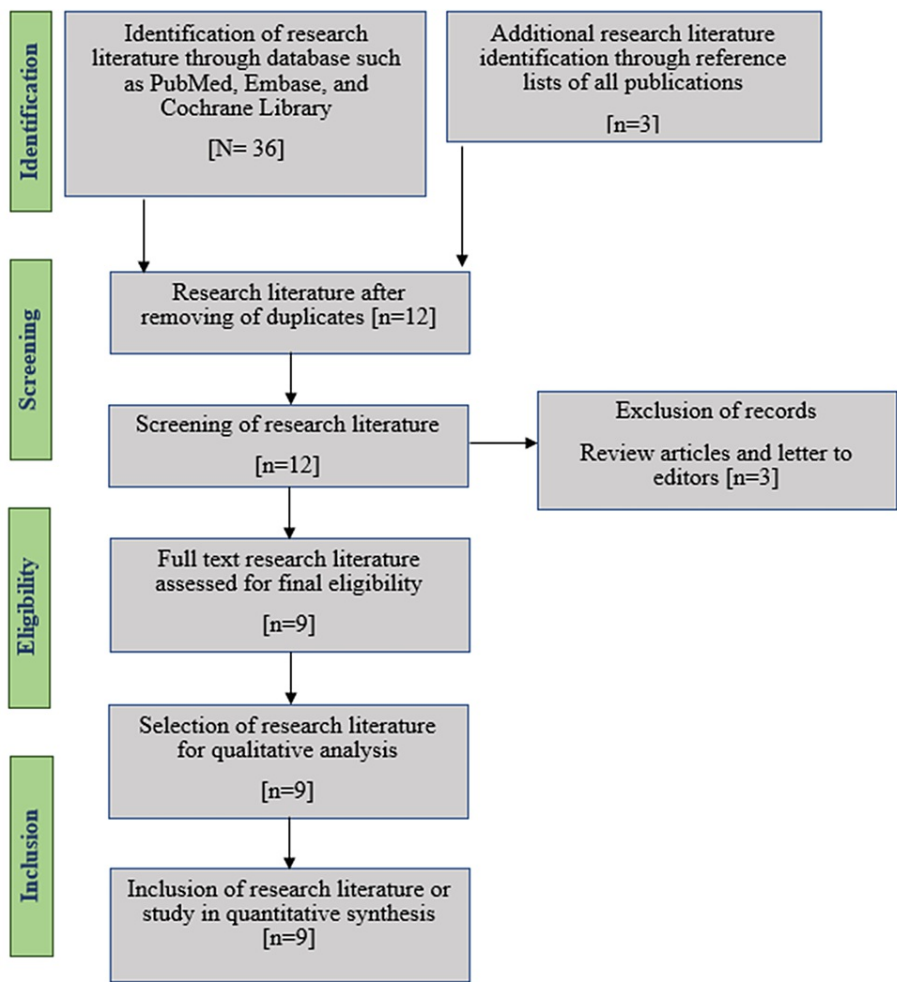 Identification
Identification of research
literature through database such
as PubMed, Embase, and
Cochrane Library
[N= 36]
Additional research literature
identification through reference
lists of all publications
[n=3]
Screening
Research literature after
removing of duplicates [n=12]
Screening of research literature
[n=12]
Exclusion of records
Review articles and letter to
editors [n=3]
Eligibility
Full text research literature
assessed for final eligibility
[n=9]
Selection of research literature
for qualitative analysis
[n=9]
Inclusion
Inclusion of research literature or
study in quantitative synthesis
[n=9]